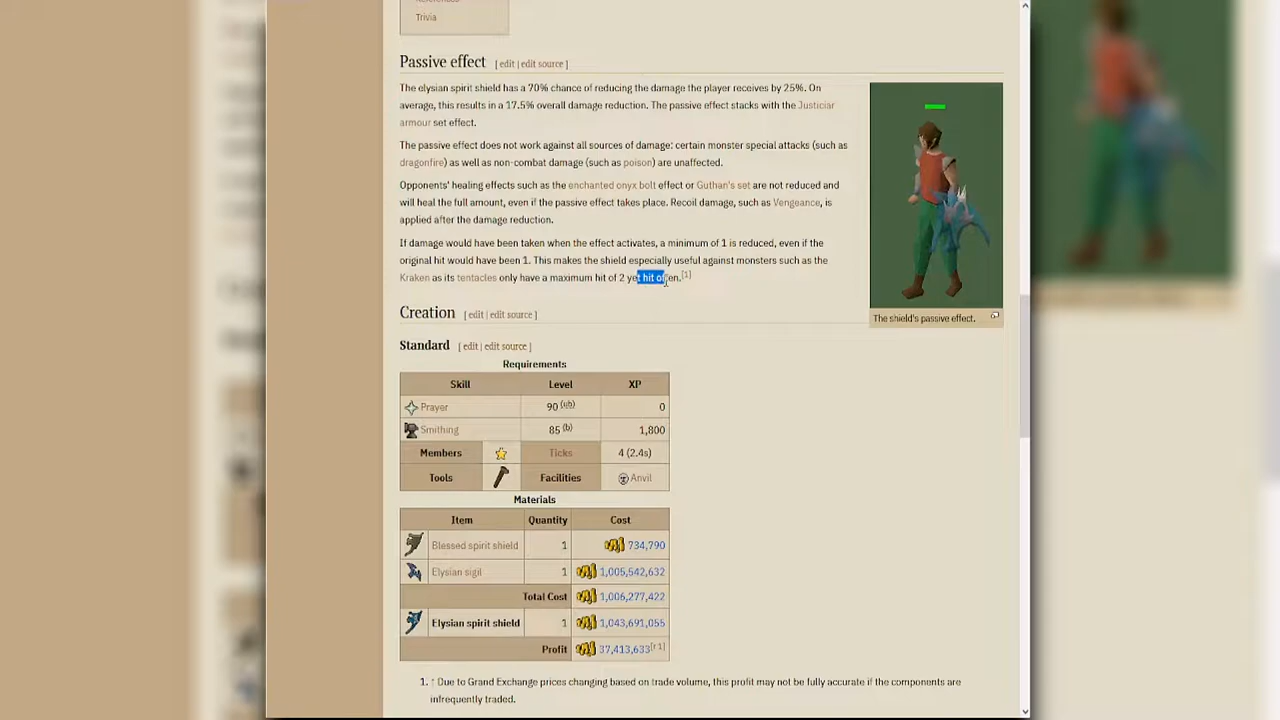 Trivia
Passive effect [ edit | edit source ]
The elysian spirit shield has a 70% chance of reducing the damage the player receives by 25%. On
average, this results in a 17.5% overall damage reduction. The passive effect stacks with the Justiciar
armour set effect.
The passive effect does not work against all sources of damage: certain monster special attacks (such as
dragonfire) as well as non-combat damage (such as poison) are unaffected.
Opponents' healing effects such as the enchanted onyx bolt effect or Guthan's set are not reduced and
will heal the full amount, even if the passive effect takes place. Recoil damage, such as Vengeance, is
applied after the damage reduction.
If damage would have been taken when the effect activates, a minimum of 1 is reduced, even if the
original hit would have been 1. This makes the shield especially useful against monsters such as the
Kraken as its tentacles only have a maximum hit of 2 yet hit often.[1]
The shield's passive effect.
Creation [ edit | edit source ]
Standard [ edit | edit source ]
Requirements
Skill Level XP
Prayer 90 (ub) 0
Smithing 85 (b) 1,800
Members Ticks 4 (2.4s)
Tools Facilities Anvil
Materials
Item Quantity Cost
Blessed spirit shield 1 734,790
Elysian sigil 1 1,005,542,632
Total Cost 1,006,277,422
Elysian spirit shield 1 1,043,691,055
Profit 37,413,633[r 1]
1. ↑ Due to Grand Exchange prices changing based on trade volume, this profit may not be fully accurate if the components are
infrequently traded.